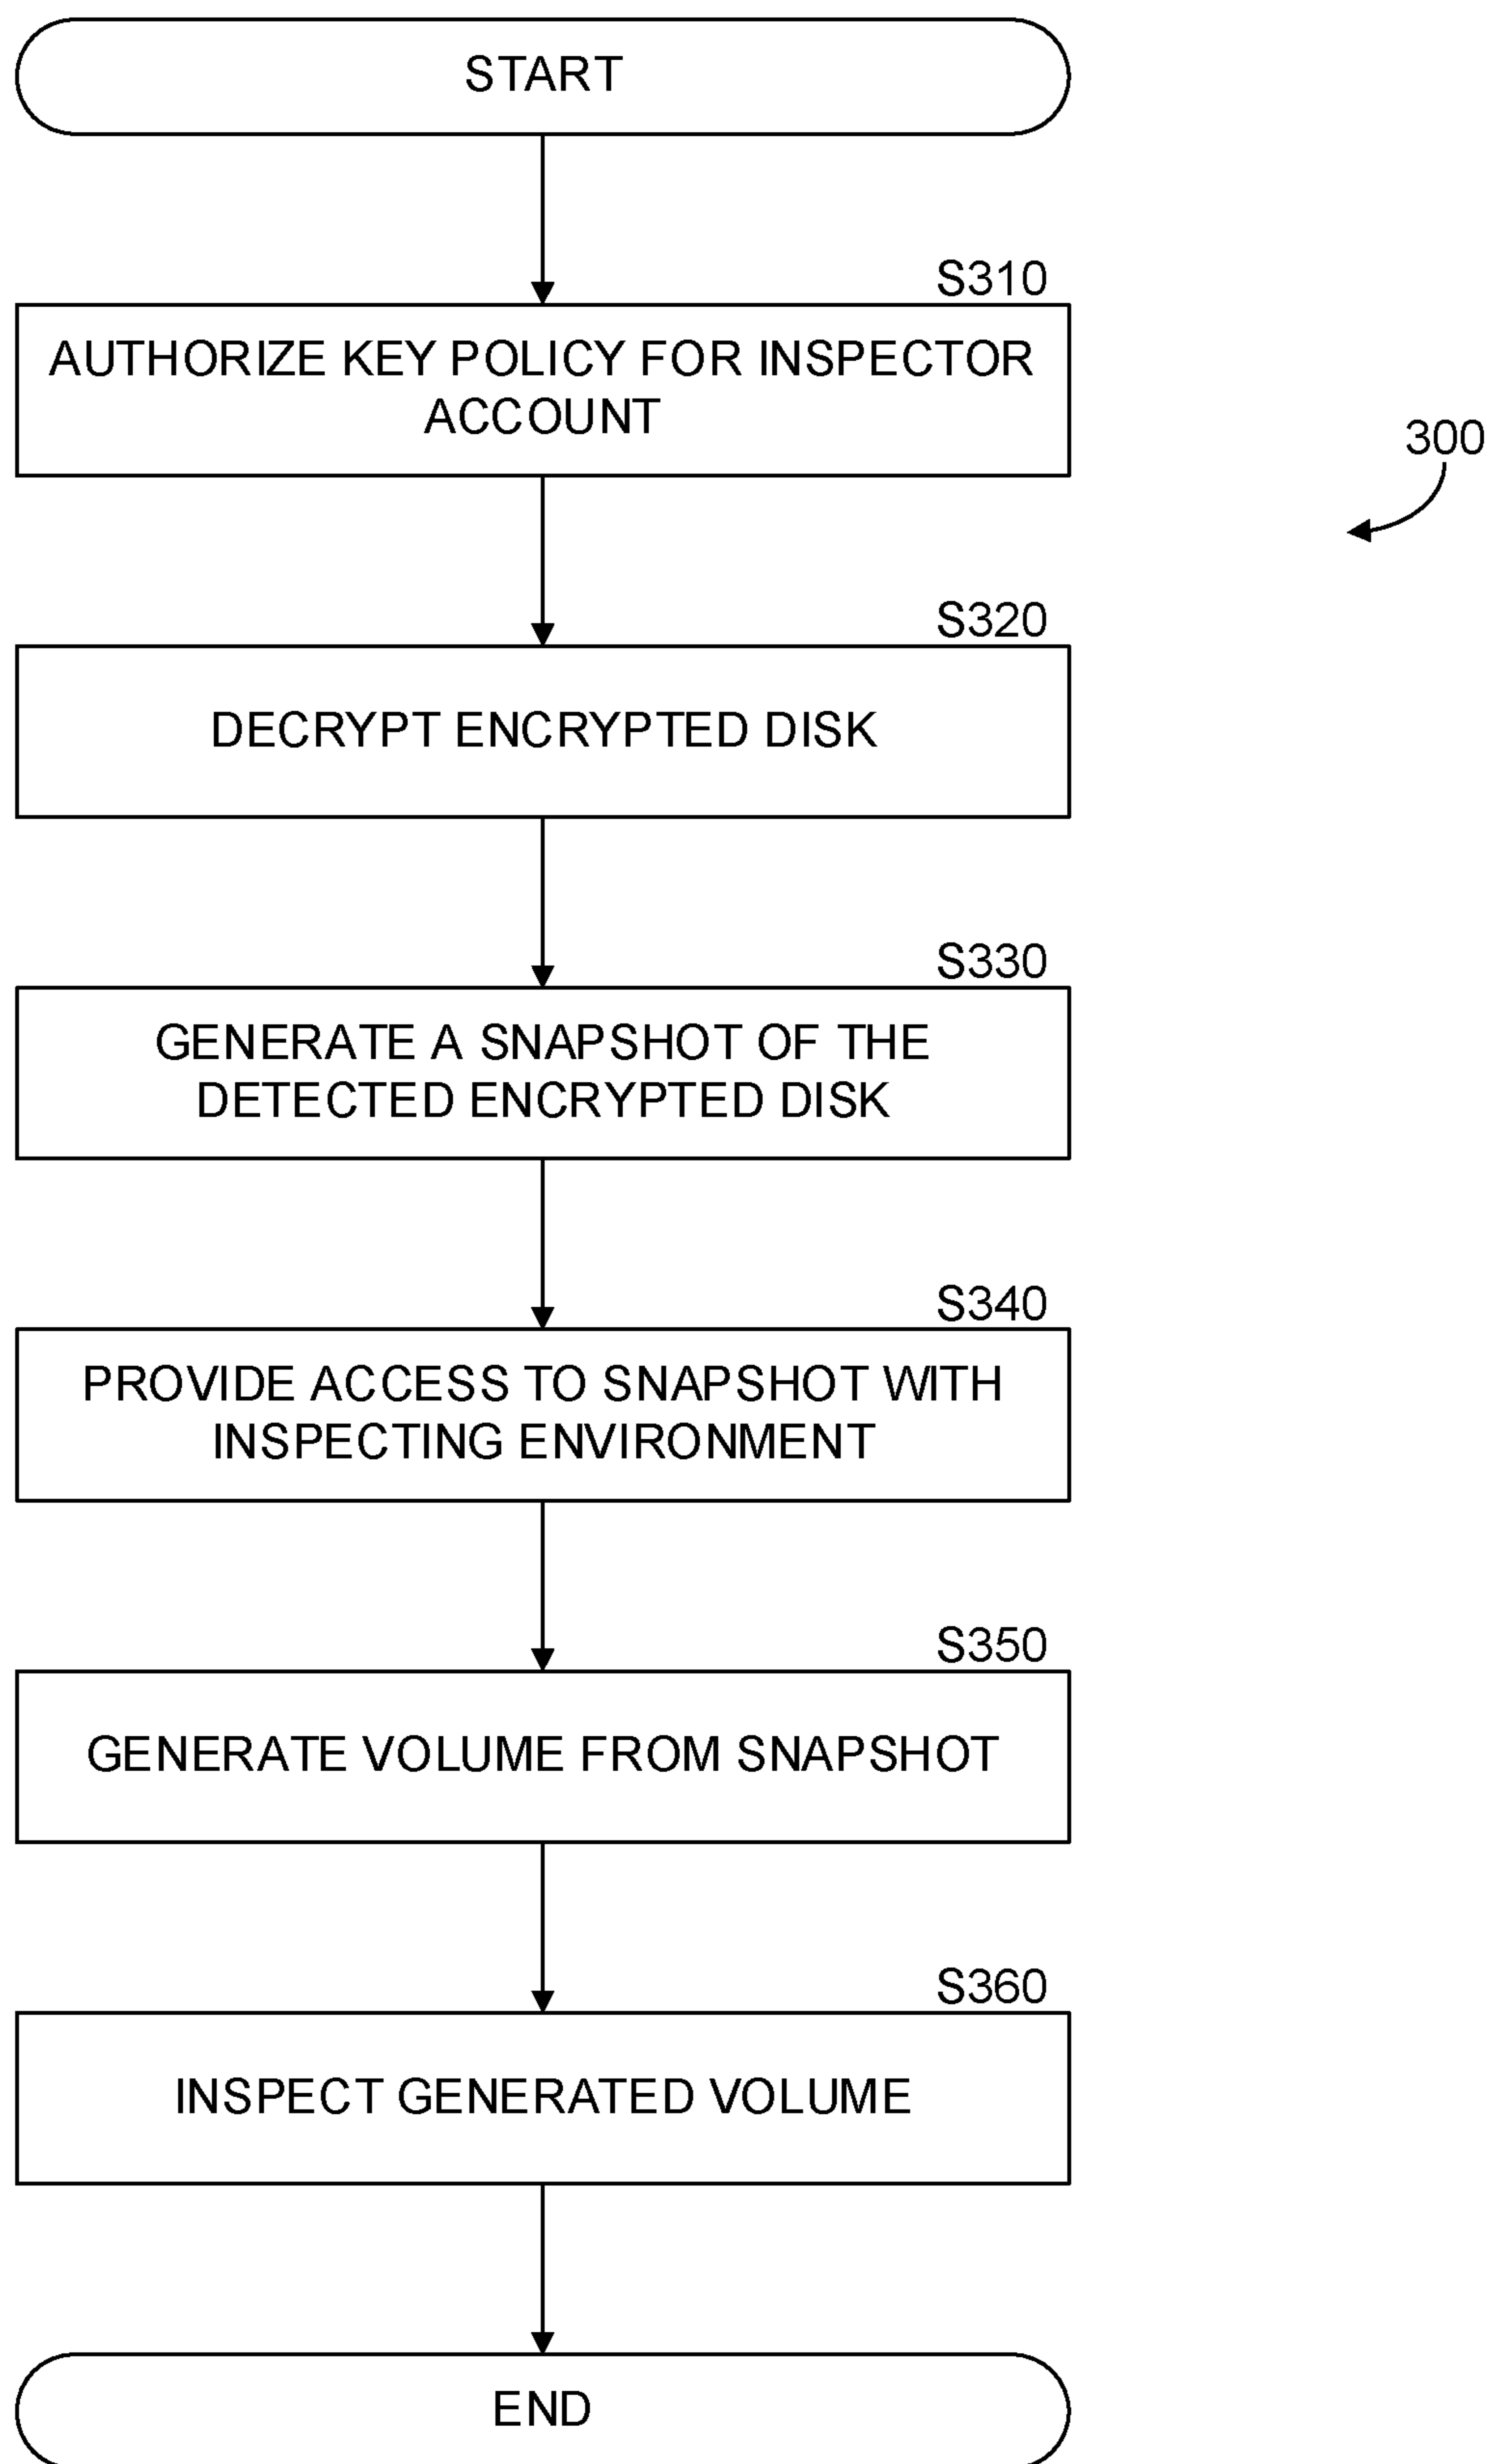 START
S310
AUTHORIZE KEY POLICY FOR INSPECTOR
ACCOUNT
300
S320
DECRYPT ENCRYPTED DISK
S330
GENERATE A SNAPSHOT OF THE
DETECTED ENCRYPTED DISK
S340
PROVIDE ACCESS TO SNAPSHOT WITH
INSPECTING ENVIRONMENT
S350
GENERATE VOLUME FROM SNAPSHOT
S360
INSPECT GENERATED VOLUME
END